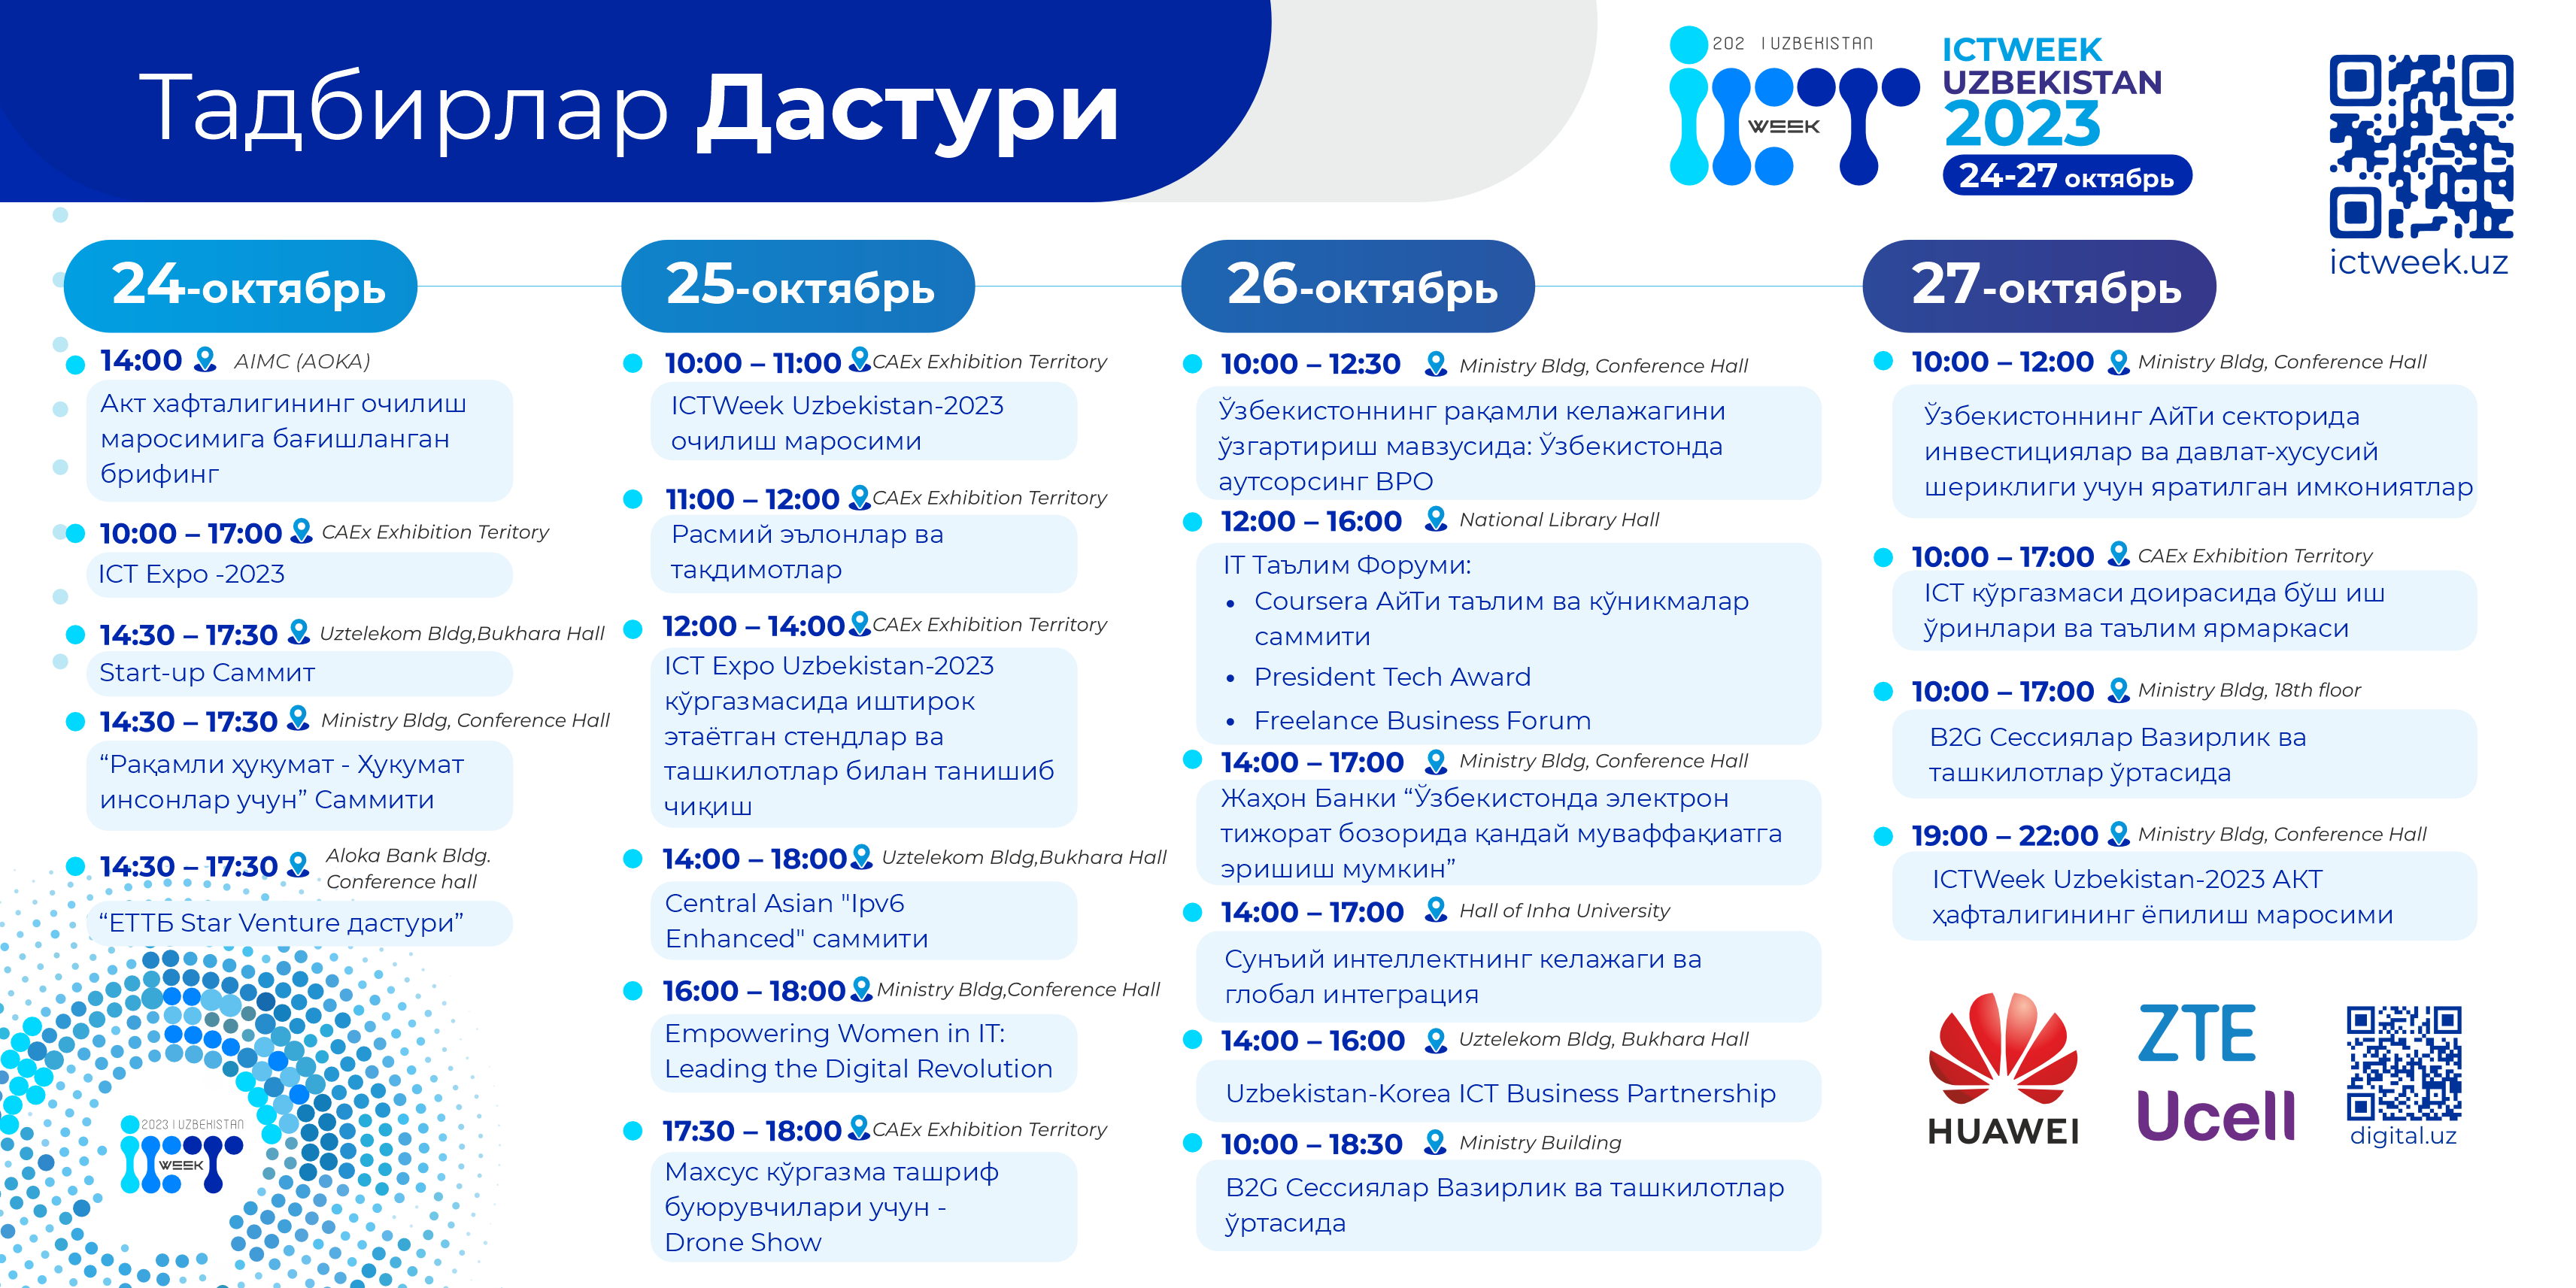 Тадбирлар Дастури
202 | UZBEKISTAN
WEEK
ICTWEEK
UZBEKISTAN
2023
24-27 октябрь
ictweek.uz
24-октябрь
14:00 AIMC (AOKA)
Акт хафталигининг очилиш
маросимига бағишланган
брифинг
10:00 – 17:00 CAEx Exhibition Teritory
ICT Expo -2023
14:30 – 17:30 Uztelekom Bldg,Bukhara Hall
Start-up Саммит
14:30 – 17:30 Ministry Bldg, Conference Hall
“Рақамли ҳукумат - Ҳукумат
инсонлар учун” Саммити
14:30 – 17:30 Aloka Bank Bldg.
Conference hall
“ЕТТБ Star Venture дастури”
2023 | UZBEKISTAN
WEEK
25-октябрь
10:00 – 11:00 CAEx Exhibition Territory
ICTWeek Uzbekistan-2023
очилиш маросими
11:00 – 12:00 CAEx Exhibition Territory
Расмий эълонлар ва
тақдимотлар
12:00 – 14:00 CAEx Exhibition Territory
ICT Expo Uzbekistan-2023
кўргазмасида иштирок
этаётган стендлар ва
ташкилотлар билан танишиб
чиқиш
14:00 – 18:00 Uztelekom Bldg,Bukhara Hall
Central Asian "Ipv6
Enhanced" саммити
16:00 – 18:00 Ministry Bldg,Conference Hall
Empowering Women in IT:
Leading the Digital Revolution
17:30 – 18:00 CAEx Exhibition Territory
Махсус кўргазма ташриф
буюрувчилари учун -
Drone Show
26-октябрь
10:00 – 12:30 Ministry Bldg, Conference Hall
Ўзбекистоннинг рақамли келажагини
ўзгартириш мавзусида: Ўзбекистонда
аутсорсинг BPO
12:00 – 16:00 National Library Hall
IT Таълим Форуми:
• Coursera АйТи таълим ва кўникмалар
саммити
• President Tech Award
• Freelance Business Forum
14:00 – 17:00 Ministry Bldg, Conference Hall
Жаҳон Банки “Ўзбекистонда электрон
тижорат бозорида қандай муваффақиатга
эришиш мумкин”
14:00 – 17:00 Hall of Inha University
Сунъий интеллектнинг келажаги ва
глобал интеграция
14:00 – 16:00 Uztelekom Bldg, Bukhara Hall
Uzbekistan-Korea ICT Business Partnership
10:00 – 18:30 Ministry Building
B2G Сессиялар Вазирлик ва ташкилотлар
ўртасида
27-октябрь
10:00 – 12:00 Ministry Bldg, Conference Hall
Ўзбекистоннинг АйТи секторида
инвестициялар ва давлат-хусусий
шериклиги учун яратилган имкониятлар
10:00 – 17:00 CAEx Exhibition Territory
ICT кўргазмаси доирасида бўш иш
ўринлари ва таълим ярмаркаси
10:00 – 17:00 Ministry Bldg, 18th floor
B2G Сессиялар Вазирлик ва
ташкилотлар ўртасида
19:00 – 22:00 Ministry Bldg, Conference Hall
ICTWeek Uzbekistan-2023 АКТ
ҳафталигининг ёпилиш маросими
HUAWEI
ZTE
Ucell
digital.uz